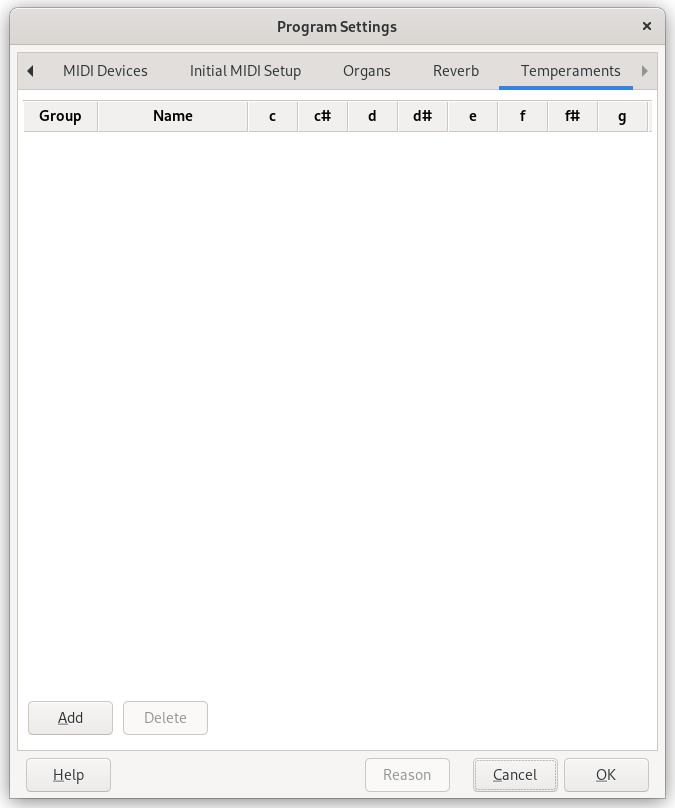 Program Settings ×
MIDI Devices Initial MIDI Setup Organs Reverb Temperaments
Group Name c c# d d# e f f# g
Add Delete
Help Reason Cancel OK